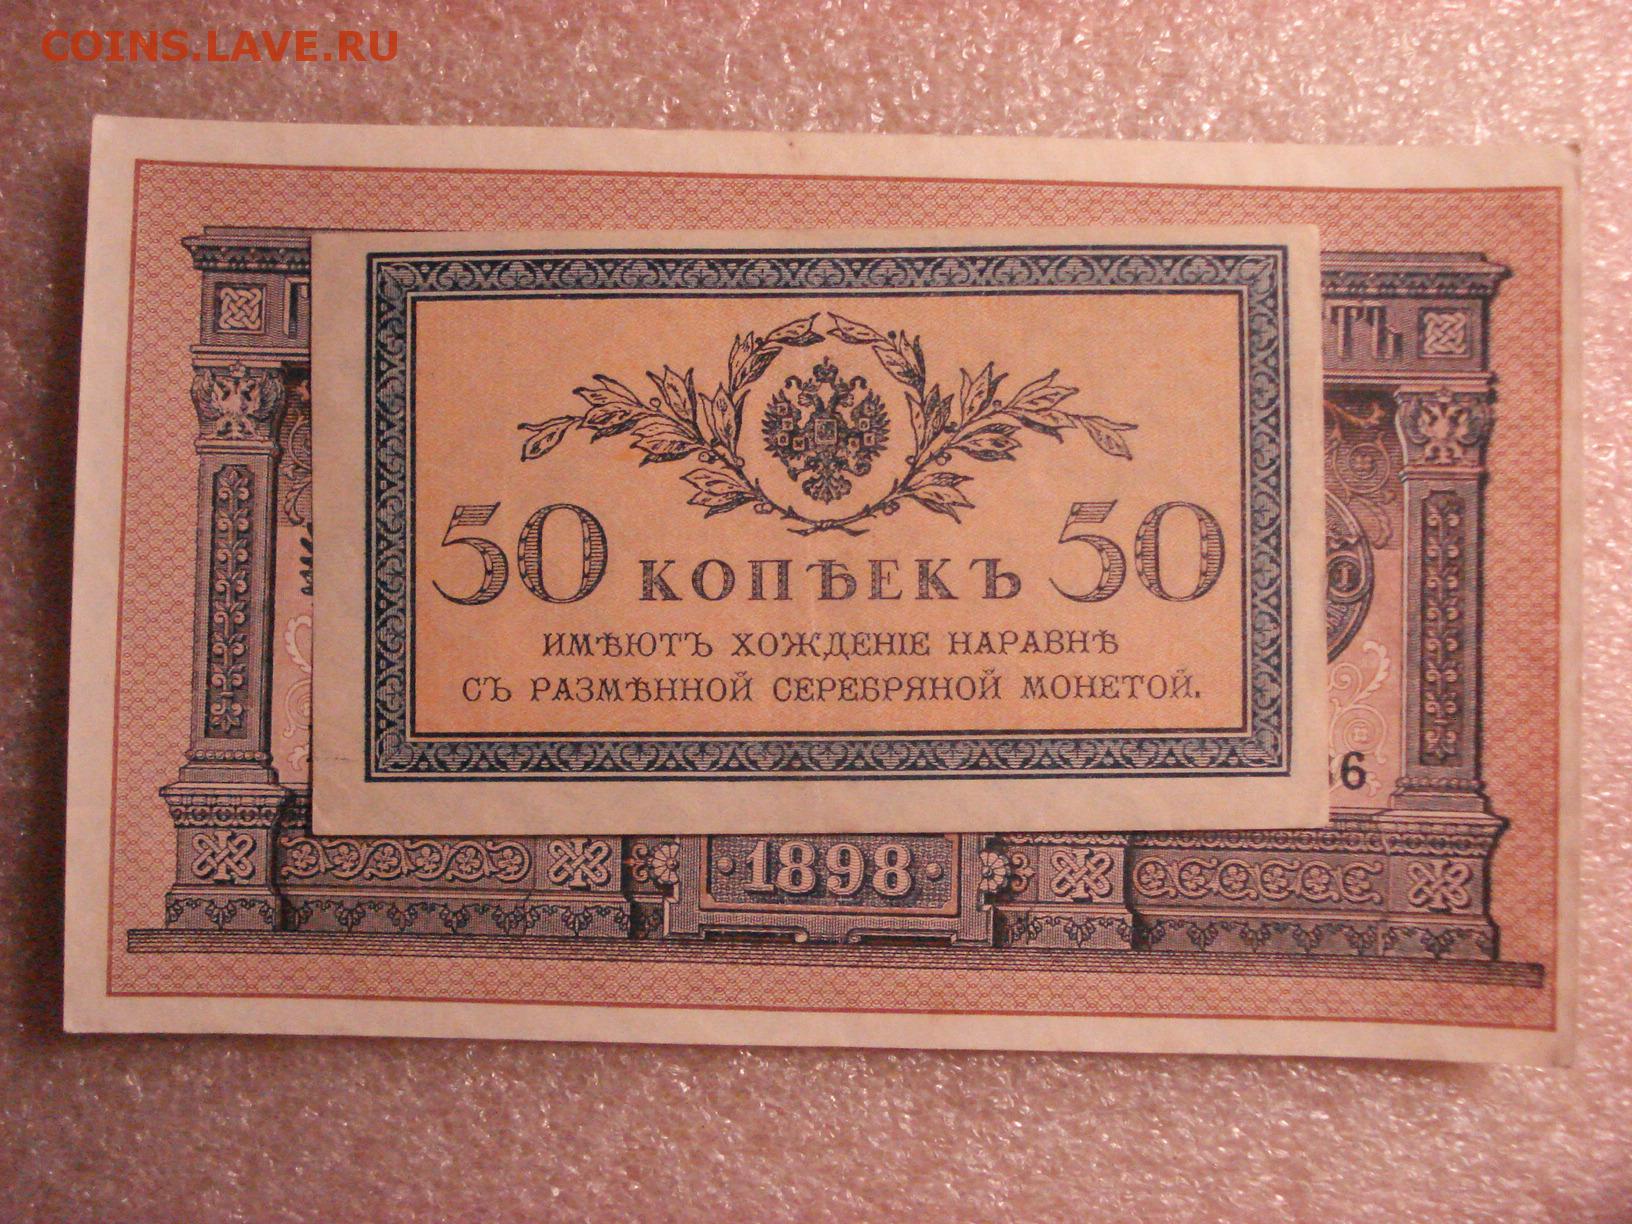 COINS.LAVE.RU
50 КОПѢЕКЪ 50
ИМѢЮТЪ ХОЖДЕНІЕ НАРАВНѢ
СЪ РАЗМѢННОЙ СЕРЕБРЯНОЙ МОНЕТОЙ.
·1898·